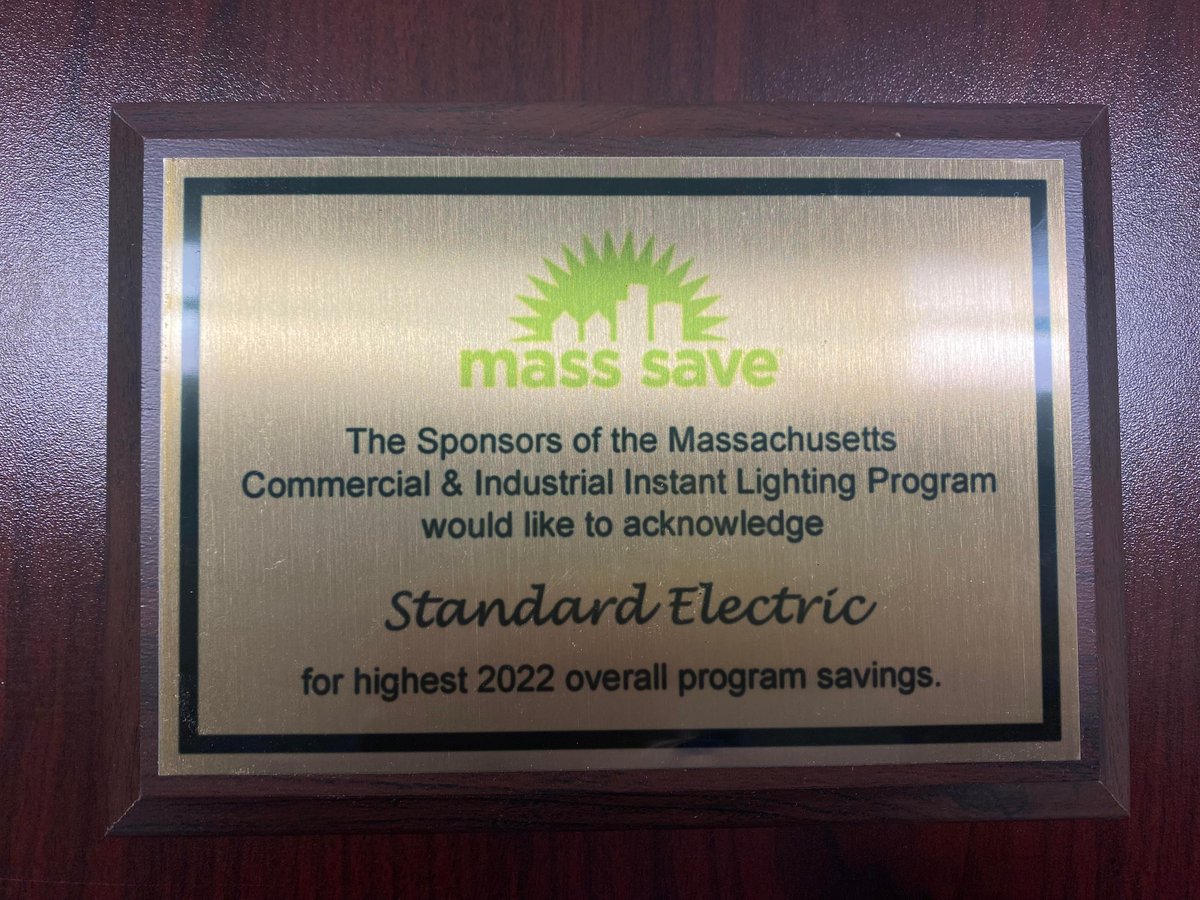 mass save
The Sponsors of the Massachusetts
Commercial & Industrial Instant Lighting Program
would like to acknowledge
Standard Electric
for highest 2022 overall program savings.